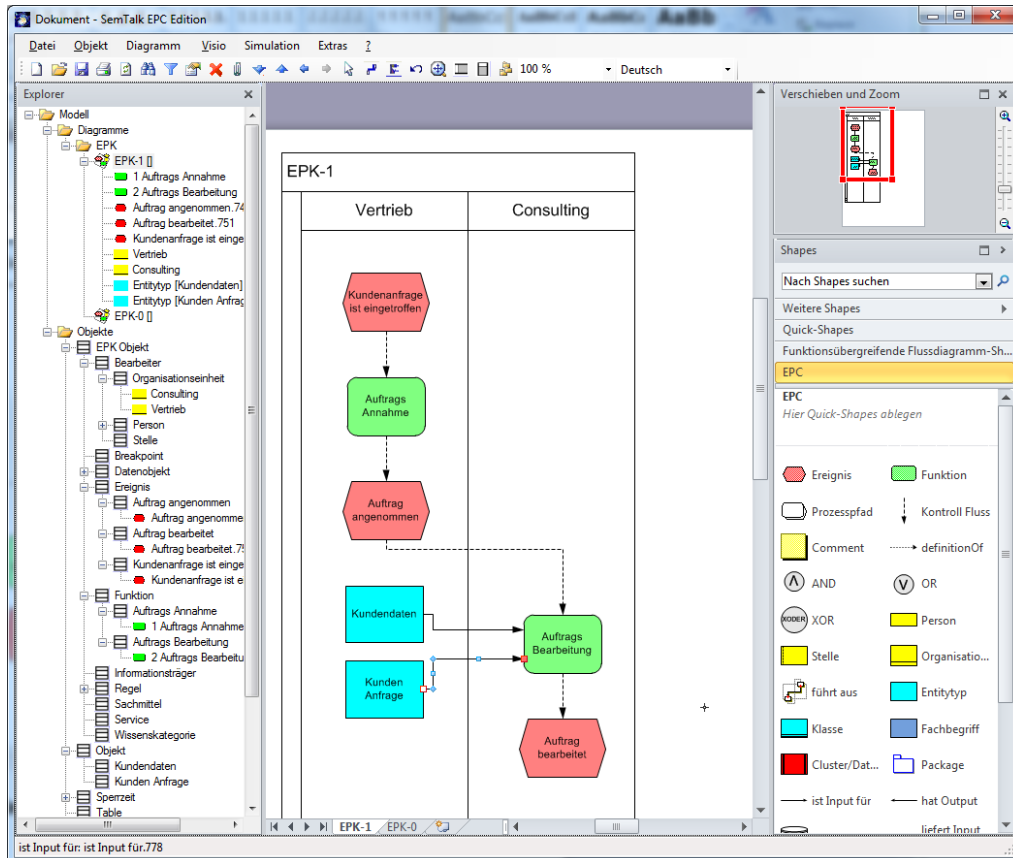 Dokument - SemTalk EPC Edition
Datei Objekt Diagramm Visio Simulation Extras ?
100 % Deutsch
Explorer
Modell
Diagramme
EPK
EPK-1 []
1 Auftrags Annahme
2 Auftrags Bearbeitung
Auftrag angenommen.74
Auftrag bearbeitet.751
Kundenanfrage ist einge
Vertrieb
Consulting
Entitytyp [Kundendaten]
Entitytyp [Kunden Anfrag
EPK-0 []
Objekte
EPK Objekt
Bearbeiter
Organisationseinheit
Consulting
Vertrieb
Person
Stelle
Breakpoint
Datenobjekt
Ereignis
Auftrag angenommen
Auftrag angenomme
Auftrag bearbeitet
Auftrag bearbeitet.75
Kundenanfrage ist einge
Kundenanfrage ist e
Funktion
Auftrags Annahme
1 Auftrags Annahme
Auftrags Bearbeitung
2 Auftrags Bearbeitu
Informationsträger
Regel
Sachmittel
Service
Wissenskategorie
Objekt
Kundendaten
Kunden Anfrage
Sperrzeit
Table
EPK-1
Vertrieb Consulting
Kundenanfrage
ist eingetroffen
Auftrags
Annahme
Auftrag
angenommen
Kundendaten
Auftrags
Bearbeitung
Kunden
Anfrage
Auftrag
bearbeitet
EPK-1 EPK-0
Verschieben und Zoom
Shapes
Nach Shapes suchen
Weitere Shapes
Quick-Shapes
Funktionsübergreifende Flussdiagramm-Sh...
EPC
EPC
Hier Quick-Shapes ablegen
Ereignis Funktion
Prozesspfad Kontroll Fluss
Comment definitionOf
AND OR
XODER XOR Person
Stelle Organisatio...
führt aus Entitytyp
Klasse Fachbegriff
Cluster/Dat... Package
ist Input für hat Output
liefert Input
ist Input für: ist Input für.778